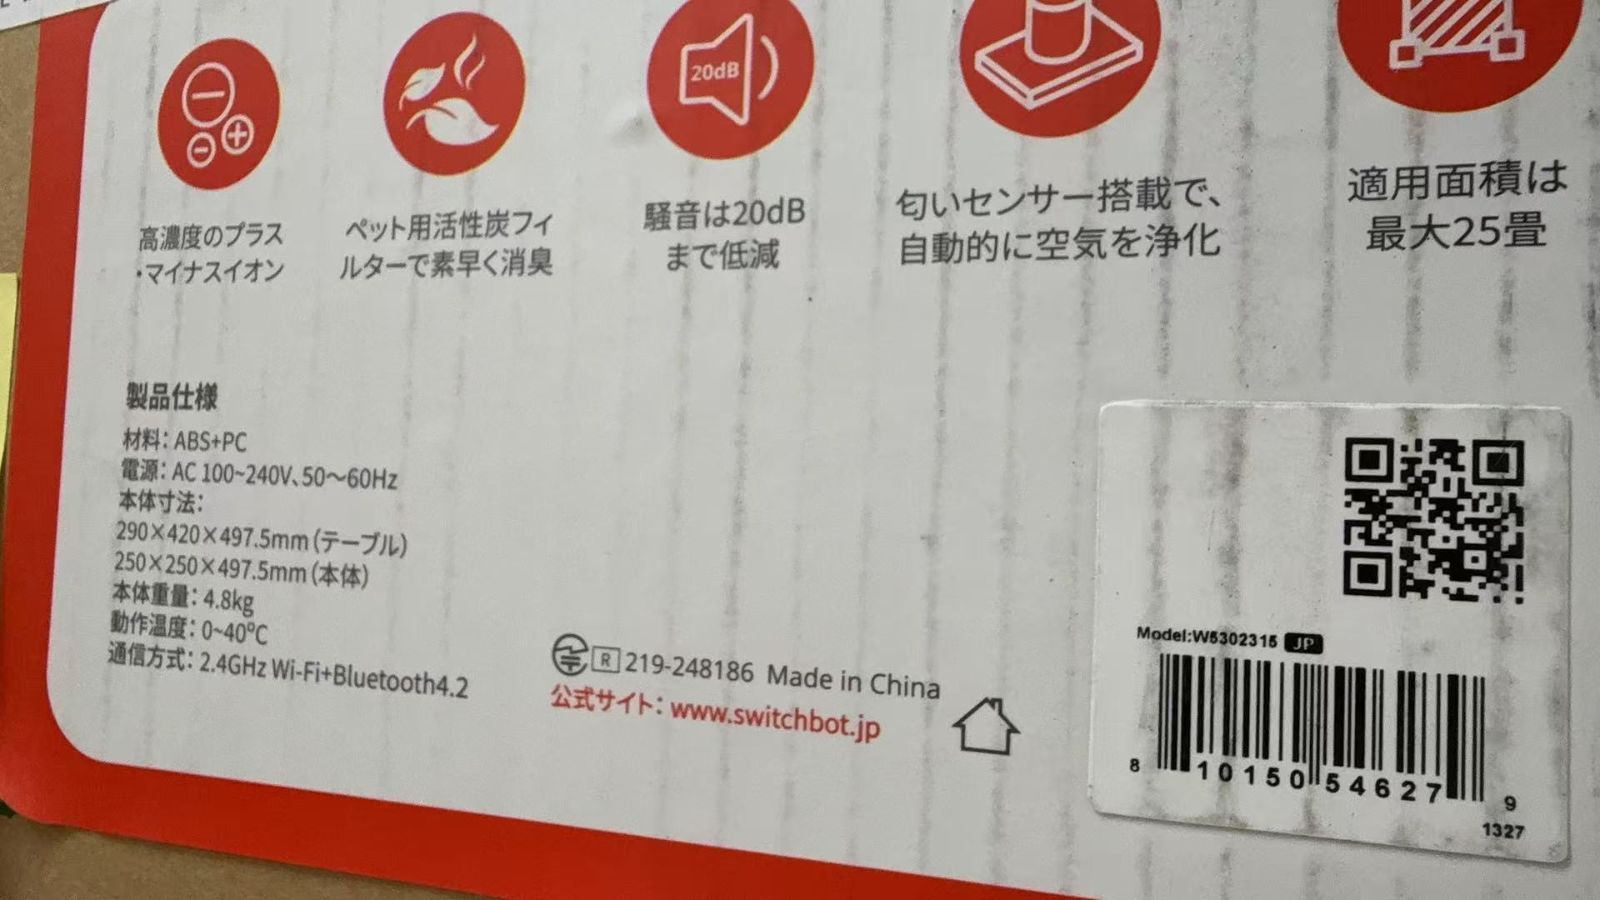 20dB
高濃度のプラス
・マイナスイオン
ペット用活性炭フィ
ルターで素早く消臭
騒音は20dB
まで低減
匂いセンサー搭載で、
自動的に空気を浄化
適用面積は
最大25畳
製品仕様
材料：ABS+PC
電源：AC 100~240V、50～60Hz
本体寸法：
290×420×497.5mm（テーブル）
250×250×497.5mm（本体）
本体重量：4.8kg
動作温度：0~40℃
通信方式：2.4GHz Wi-Fi+Bluetooth4.2
R 219-248186 Made in China
公式サイト：www.switchbot.jp
Model:W5302315 JP
8 10150 54627 9
1327